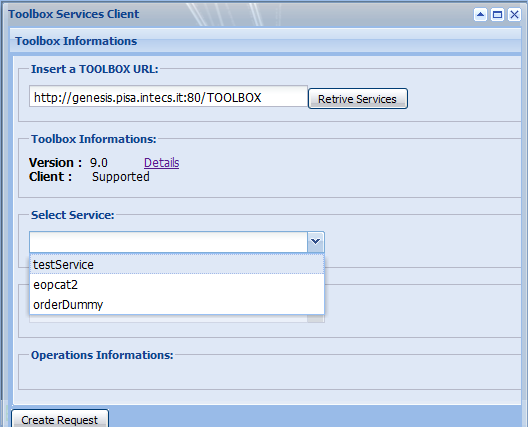 Toolbox Services Client
Toolbox Informations
Insert a TOOLBOX URL:
http://genesis.pisa.intecs.it:80/TOOLBOX
Retrive Services
Toolbox Informations:
Version : 9.0 Details
Client : Supported
Select Service:
testService
eopcat2
orderDummy
Operations Informations:
Create Request